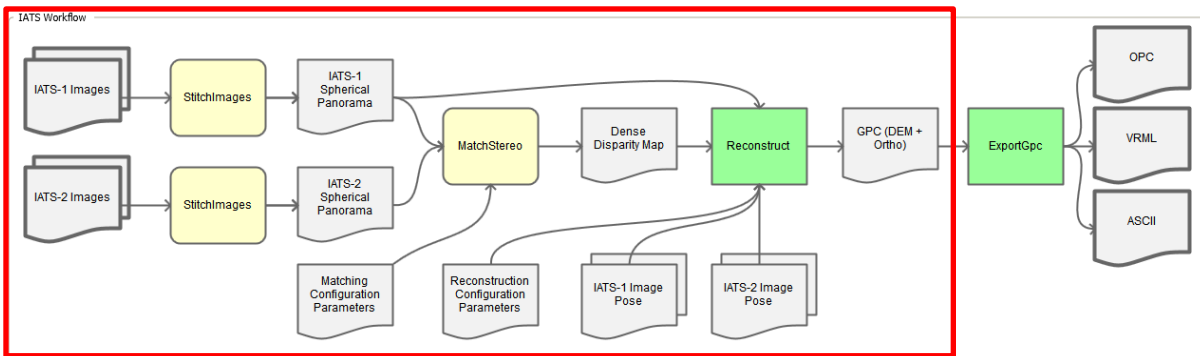 IATS Workflow
IATS-1 Images
StitchImages
IATS-1
Spherical
Panorama
IATS-2 Images
StitchImages
IATS-2
Spherical
Panorama
MatchStereo
Dense
Disparity Map
Reconstruct
GPC (DEM +
Ortho)
ExportGpc
OPC
VRML
ASCII
Matching
Configuration
Parameters
Reconstruction
Configuration
Parameters
IATS-1 Image
Pose
IATS-2 Image
Pose